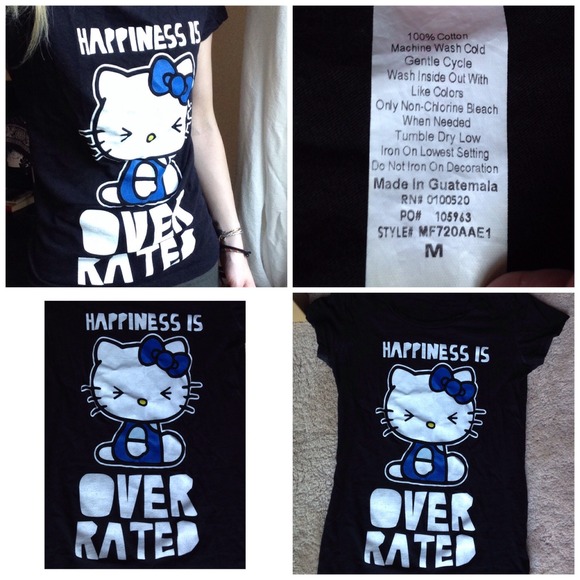 HAPPINESS IS
OVER
RATED
100% Cotton
Machine Wash Cold
Gentle Cycle
Wash Inside Out With
Like Colors
Only Non-Chlorine Bleach
When Needed
Tumble Dry Low
Iron On Lowest Setting
Do Not Iron On Decoration
Made In Guatemala
RN# 0100520
PO# 105963
STYLE# MF720AAE1
M
HAPPINESS IS
OVER
RATED
HAPPINESS IS
OVER
RATED